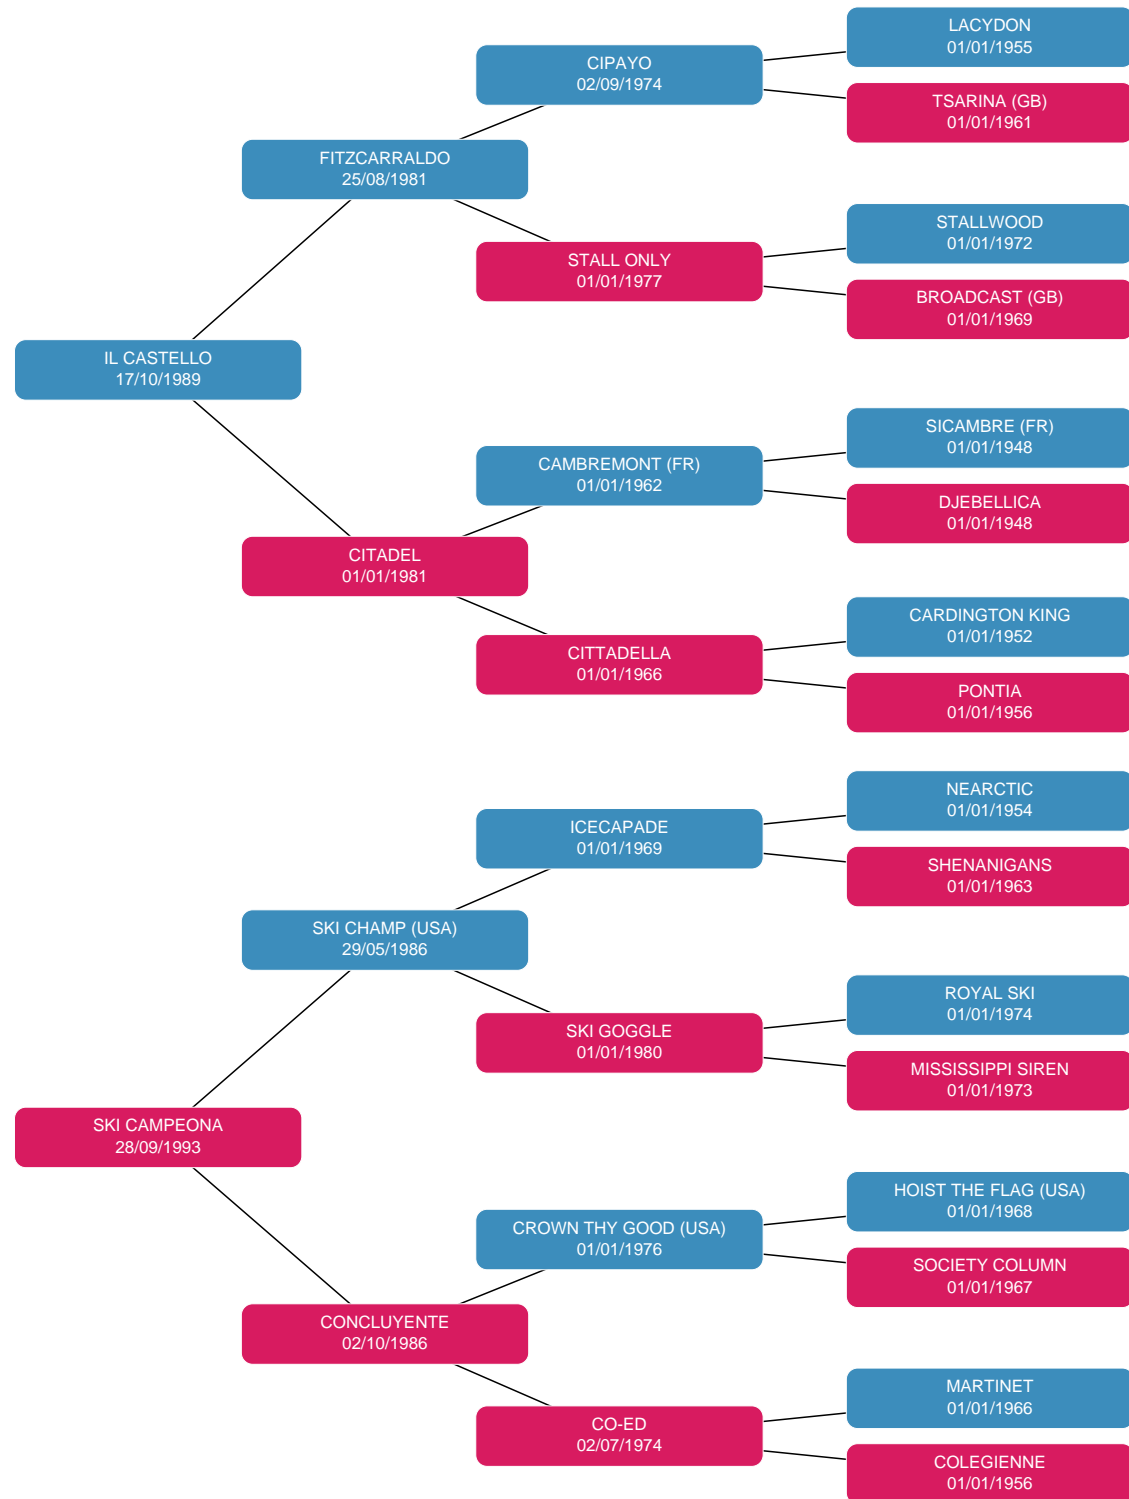 LACYDON
01/01/1955
CIPAYO
02/09/1974
TSARINA (GB)
01/01/1961
FITZCARRALDO
25/08/1981
STALLWOOD
01/01/1972
STALL ONLY
01/01/1977
BROADCAST (GB)
01/01/1969
IL CASTELLO
17/10/1989
SICAMBRE (FR)
01/01/1948
CAMBREMONT (FR)
01/01/1962
DJEBELLICA
01/01/1948
CITADEL
01/01/1981
CARDINGTON KING
01/01/1952
CITTADELLA
01/01/1966
PONTIA
01/01/1956
NEARCTIC
01/01/1954
ICECAPADE
01/01/1969
SHENANIGANS
01/01/1963
SKI CHAMP (USA)
29/05/1986
ROYAL SKI
01/01/1974
SKI GOGGLE
01/01/1980
MISSISSIPPI SIREN
01/01/1973
SKI CAMPEONA
28/09/1993
HOIST THE FLAG (USA)
01/01/1968
CROWN THY GOOD (USA)
01/01/1976
SOCIETY COLUMN
01/01/1967
CONCLUYENTE
02/10/1986
MARTINET
01/01/1966
CO-ED
02/07/1974
COLEGIENNE
01/01/1956